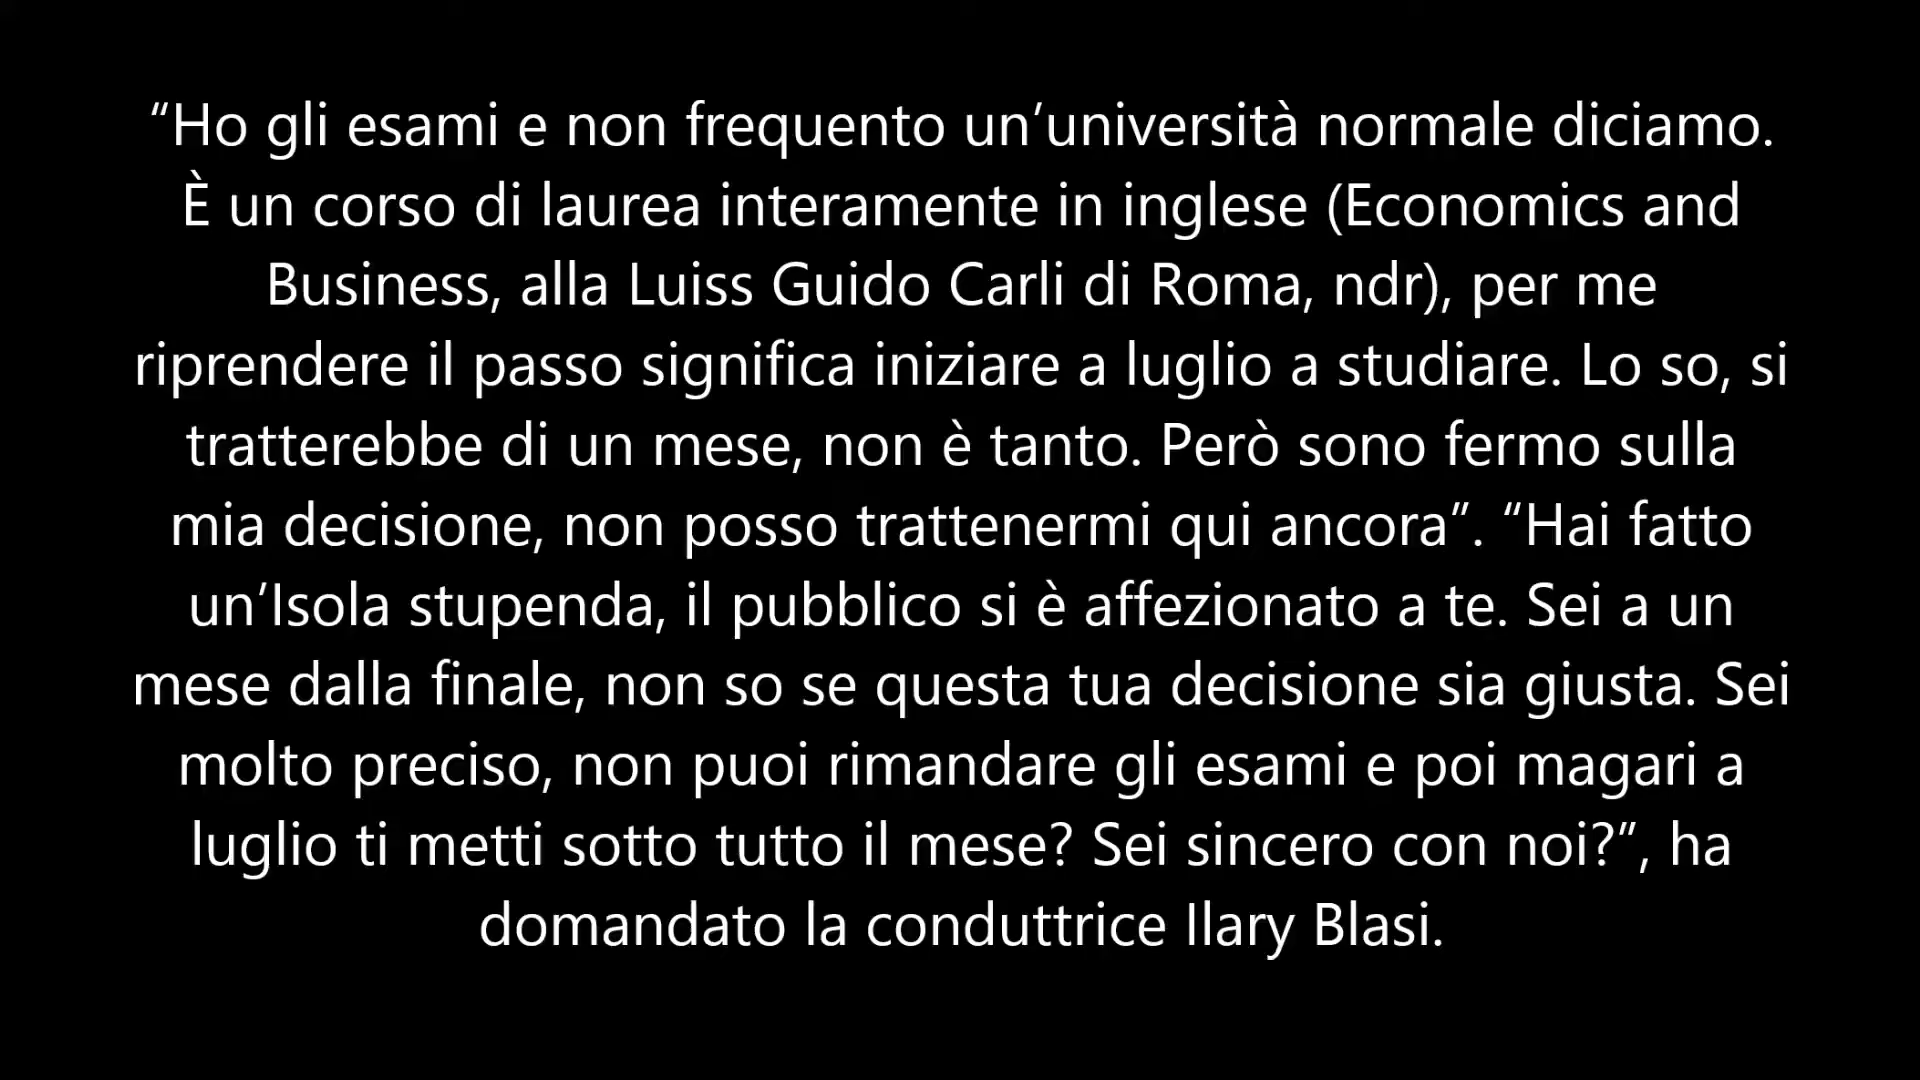 “Ho gli esami e non frequento un’università normale diciamo.
È un corso di laurea interamente in inglese (Economics and
Business, alla Luiss Guido Carli di Roma, ndr), per me
riprendere il passo significa iniziare a luglio a studiare. Lo so, si
tratterebbe di un mese, non è tanto. Però sono fermo sulla
mia decisione, non posso trattenermi qui ancora”. “Hai fatto
un’Isola stupenda, il pubblico si è affezionato a te. Sei a un
mese dalla finale, non so se questa tua decisione sia giusta. Sei
molto preciso, non puoi rimandare gli esami e poi magari a
luglio ti metti sotto tutto il mese? Sei sincero con noi?”, ha
domandato la conduttrice Ilary Blasi.